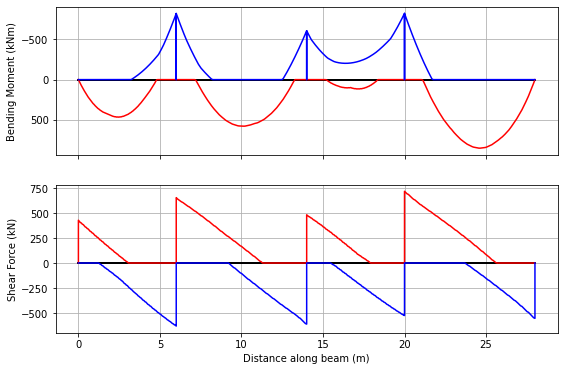 Bending Moment (kNm)
−500
0
500
Shear Force (kN)
750
500
250
0
−250
−500
0 5 10 15 20 25
Distance along beam (m)